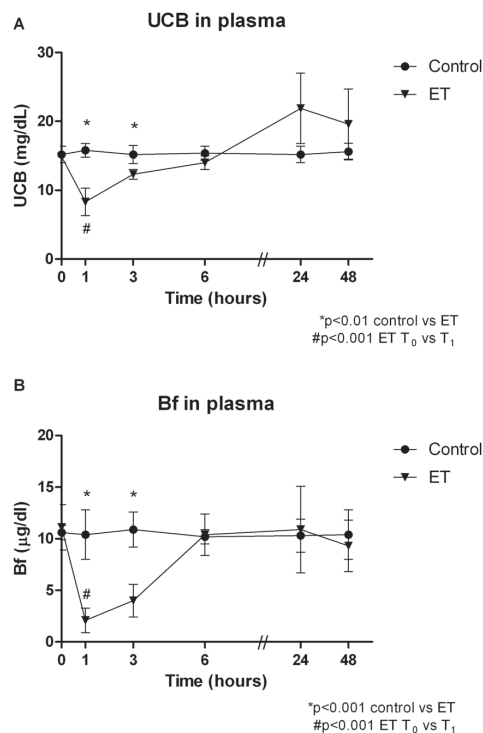 A
UCB in plasma
30
20
10
0
UCB (mg/dL)
*
*
#
Control
ET
0 1 3 6 24 48
Time (hours)
*p<0.01 control vs ET
#p<0.001 ET T₀ vs T₁
B
Bf in plasma
20
15
10
5
0
Bf (µg/dl)
*
*
#
Control
ET
0 1 3 6 24 48
Time (hours)
*p<0.001 control vs ET
#p<0.001 ET T₀ vs T₁